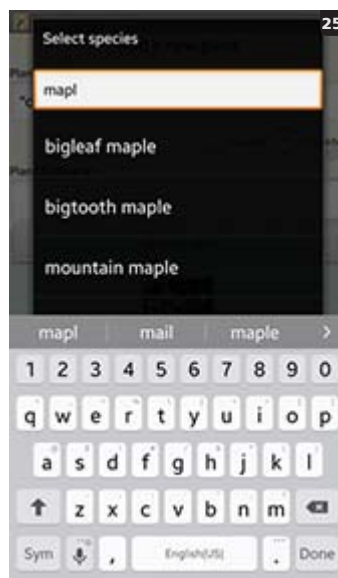 25
Select species
mapl
bigleaf maple
bigtooth maple
mountain maple
mapl mail maple >
1 2 3 4 5 6 7 8 9 0
q w e r t y u i o p
a s d f g h j k l
z x c v b n m
Sym , English(US) . Done